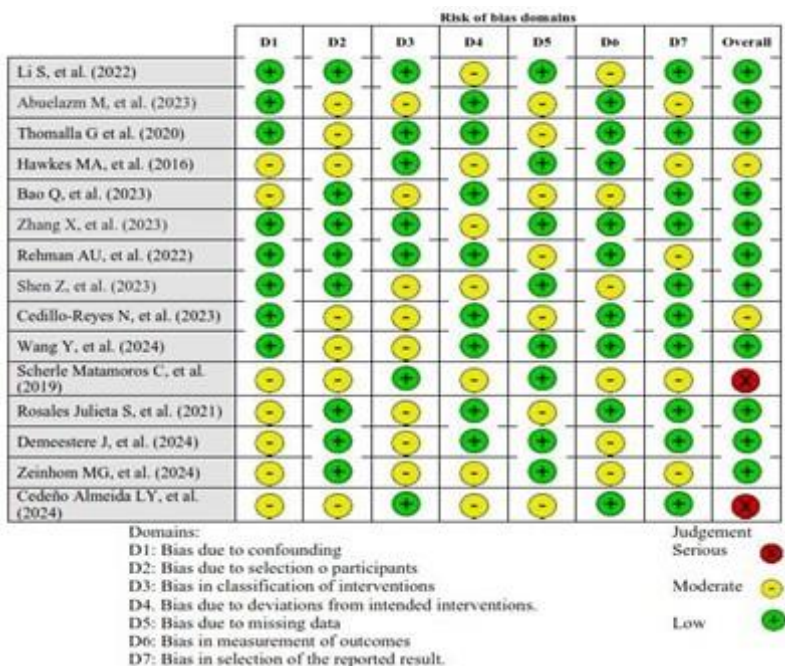 Risk of bias domains
D1 D2 D3 D4 D5 D6 D7 Overall
Li S, et al. (2022) + + + - + - + +
Abuelazm M, et al. (2023) + - - + - + - +
Thomalla G et al. (2020) + - + + - + + +
Hawkes MA, et al. (2016) - - + - + + - -
Bao Q, et al. (2023) - + - + - - + +
Zhang X, et al. (2023) + + + - + + + +
Rehman AU, et al. (2022) + + + + - + - +
Shen Z, et al. (2023) + + - - + - + +
Cedillo-Reyes N, et al. (2023) + - - + - + + -
Wang Y, et al. (2024) + - - + + + + +
Scherle Matamoros C, et al.
(2019) - - + - + - - X
Rosales Julieta S, et al. (2021) - + - + - + + +
Demeestere J, et al. (2024) - + - + + - + +
Zeinhom MG, et al. (2024) - + - - + - - +
Cedeño Almeida LY, et al.
(2024) - - + - - + + X
Domains:
D1: Bias due to confounding
D2: Bias due to selection o participants
D3: Bias in classification of interventions
D4. Bias due to deviations from intended interventions.
D5: Bias due to missing data
D6: Bias in measurement of outcomes
D7: Bias in selection of the reported result.
Judgement
Serious X
Moderate -
Low +